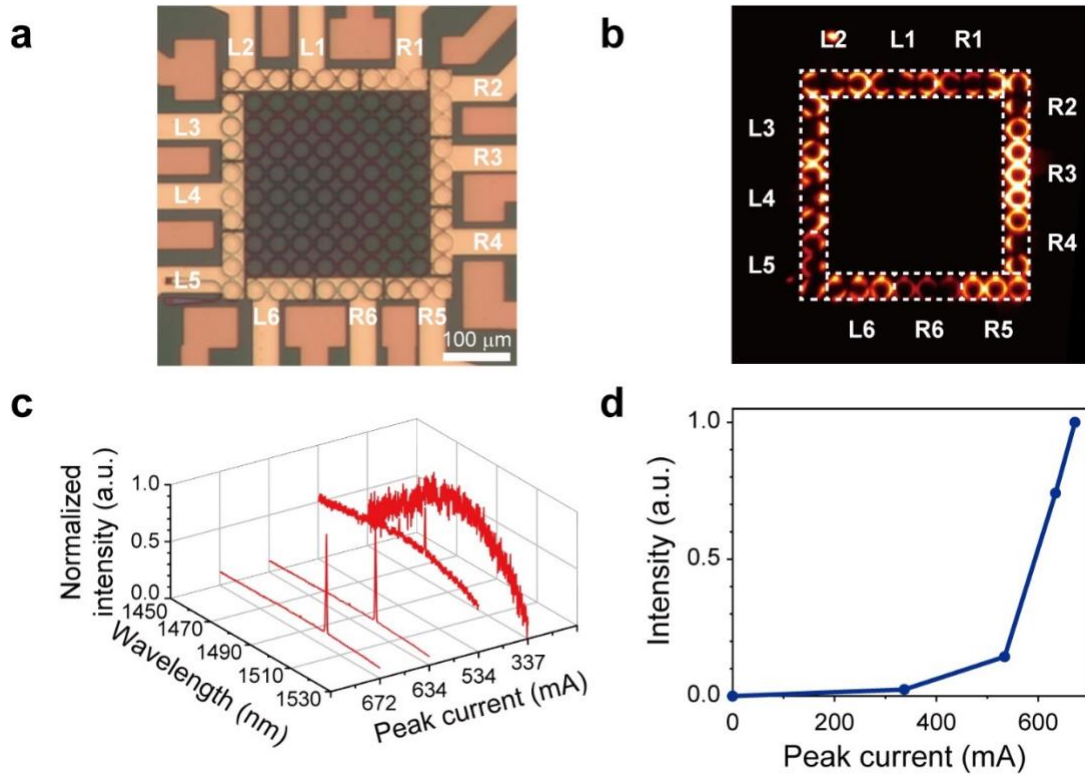 a
L2 L1 R1
R2
L3
R3
L4
R4
L5
L6 R6 R5
100 μm
b
L2 L1 R1
R2
L3
R3
L4
R4
L5
L6 R6 R5
c
Normalized
intensity (a.u.)
1.0
0.5
0.0
1450
1470
1490
1510
1530
Wavelength (nm)
672
634
534
337
Peak current (mA)
d
Intensity (a.u.)
1.0
0.5
0.0
0 200 400 600
Peak current (mA)